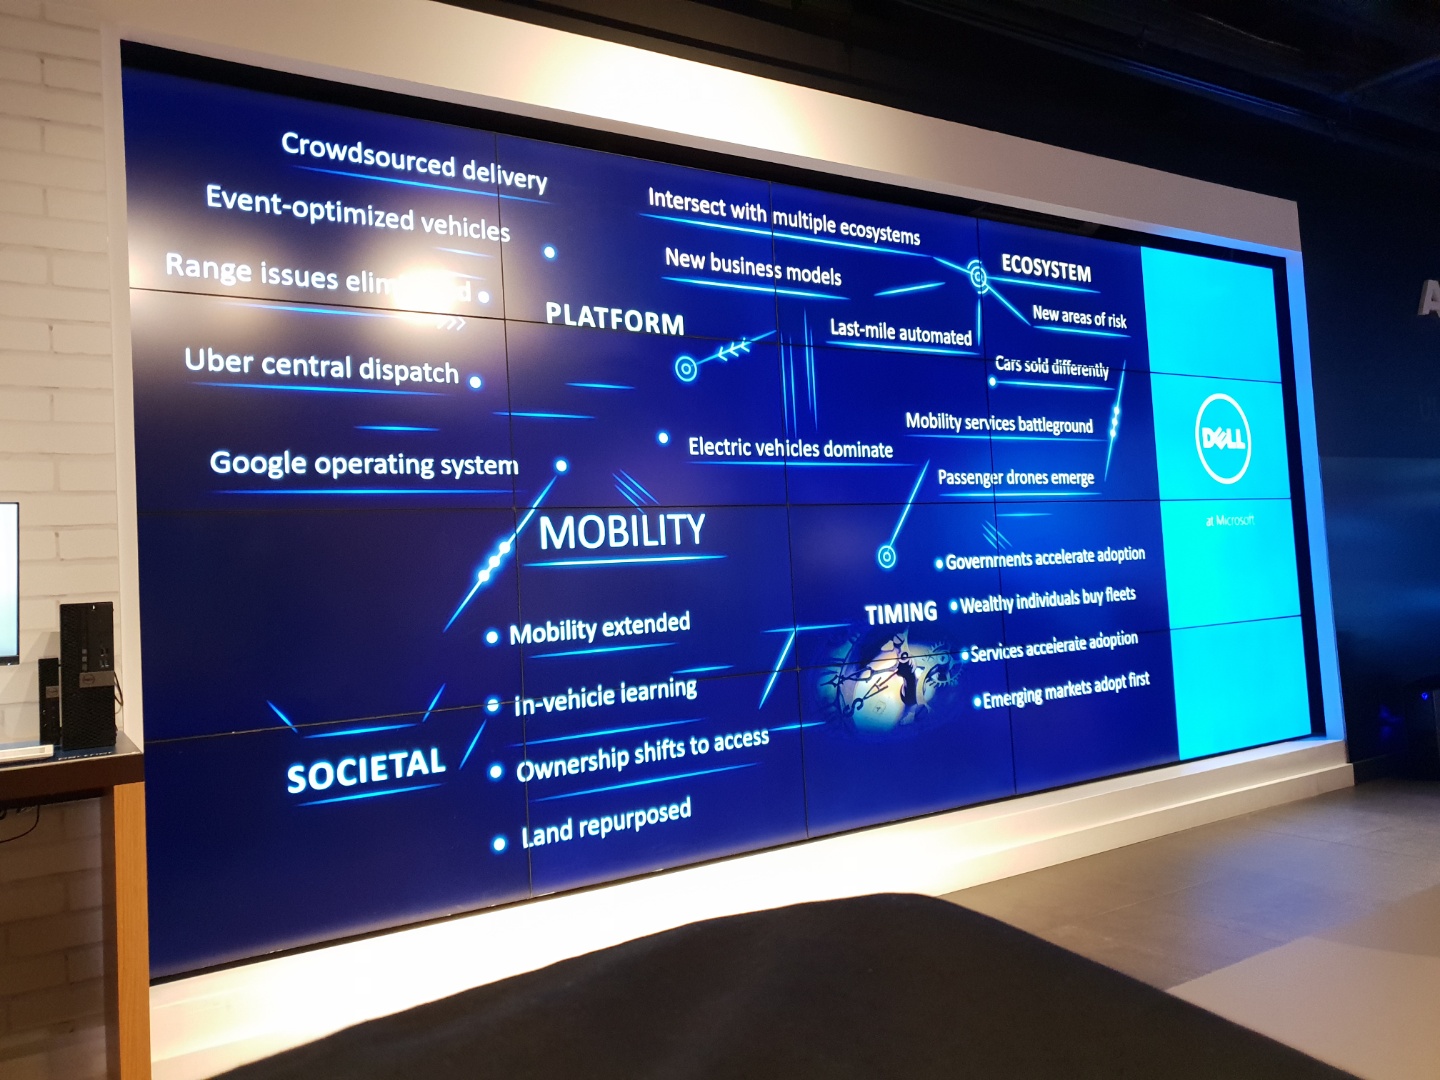 Crowdsourced delivery
Event-optimized vehicles
Range issues
Uber central dispatch
Google operating system
PLATFORM
Intersect with multiple ecosystems
New business models
Last-mile automated
ECOSYSTEM
New areas of risk
Cars sold differently
Mobility services battleground
Electric vehicles dominate
Passenger drones emerge
MOBILITY
Mobility extended
In-vehicle learning
Ownership shifts to access
Land repurposed
SOCIETAL
TIMING
Governments accelerate adoption
Wealthy individuals buy fleets
Services accelerate adoption
Emerging markets adopt first
DELL
at Microsoft
A